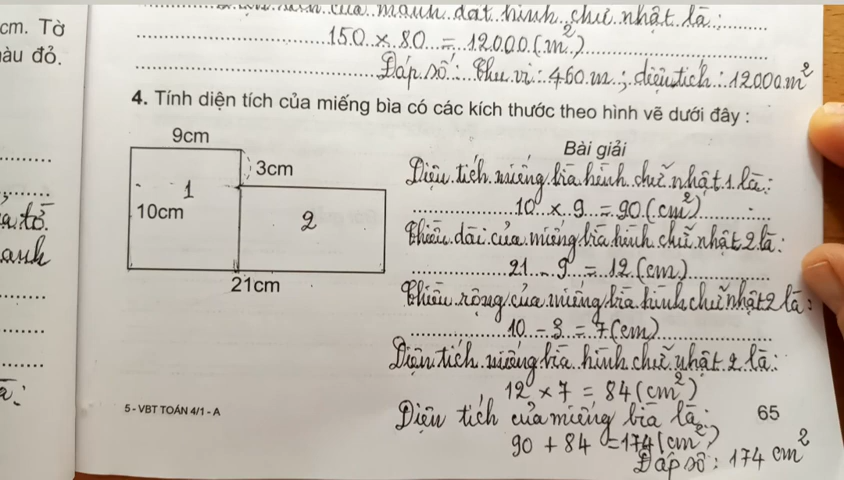 cm. Tờ
àu đỏ.
của mảnh đất hình chữ nhật là:
150 x 80 = 12000 (m²)
Đáp số: Chu vi: 460 m; diện tích: 12000 m²
4. Tính diện tích của miếng bìa có các kích thước theo hình vẽ dưới đây :
9cm
3cm
1
10cm
2
21cm
Bài giải
Diện tích miếng bìa hình chữ nhật 1 là:
10 x 9 = 90 (cm²)
Chiều dài của miếng bìa hình chữ nhật 2 là:
21 - 9 = 12 (cm)
Chiều rộng của miếng bìa hình chữ nhật 2 là:
10 - 3 = 7 (cm)
Diện tích miếng bìa hình chữ nhật 2 là:
12 x 7 = 84 (cm²)
Diện tích của miếng bìa là:
90 + 84 = 174 (cm²)
Đáp số: 174 cm²
5 - VBT TOÁN 4/1 - A
65